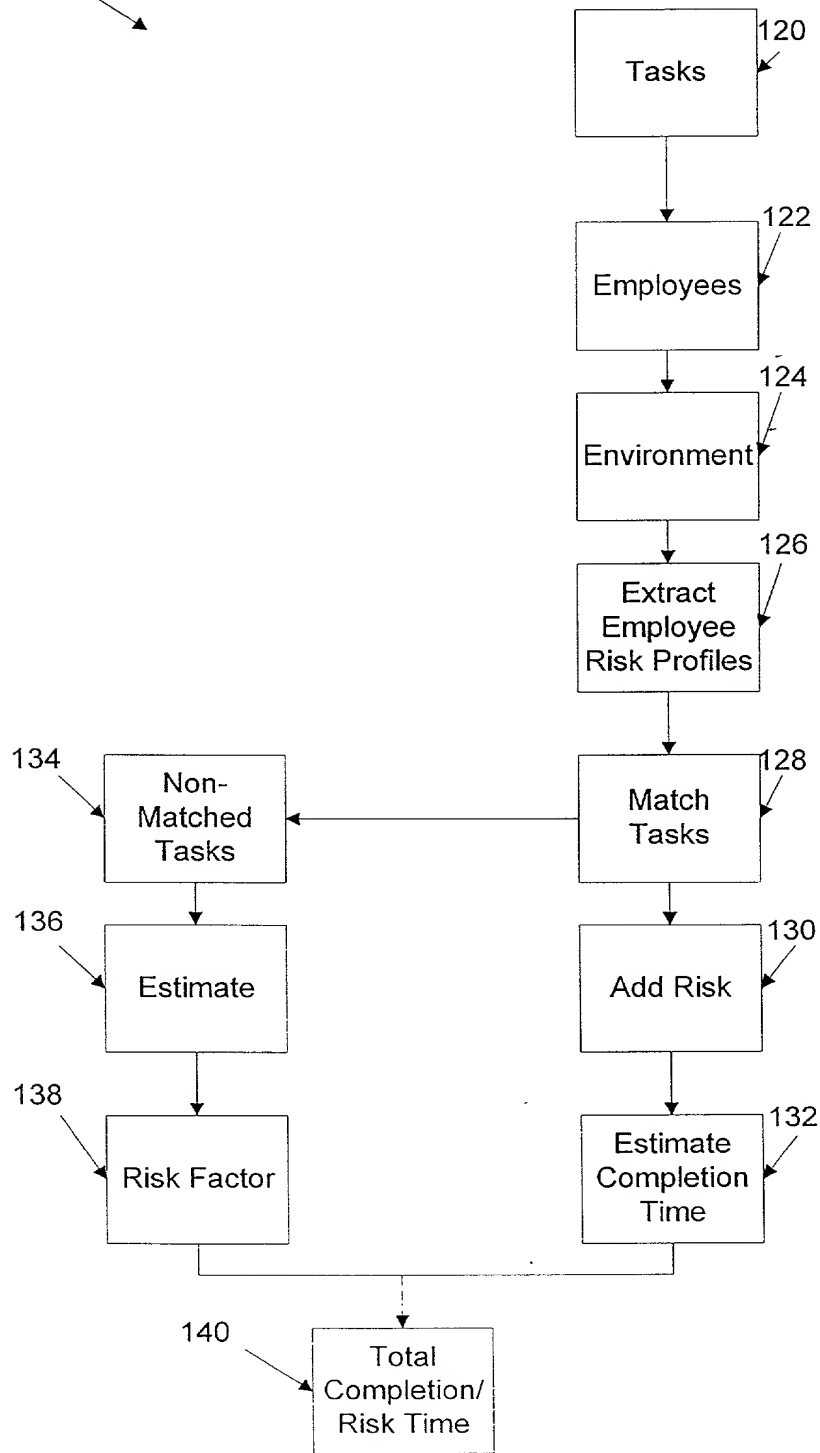 120
Tasks
122
Employees
124
Environment
126
Extract
Employee
Risk Profiles
134
Non-
Matched
Tasks
128
Match
Tasks
136
Estimate
130
Add Risk
138
Risk Factor
132
Estimate
Completion
Time
140
Total
Completion/
Risk Time